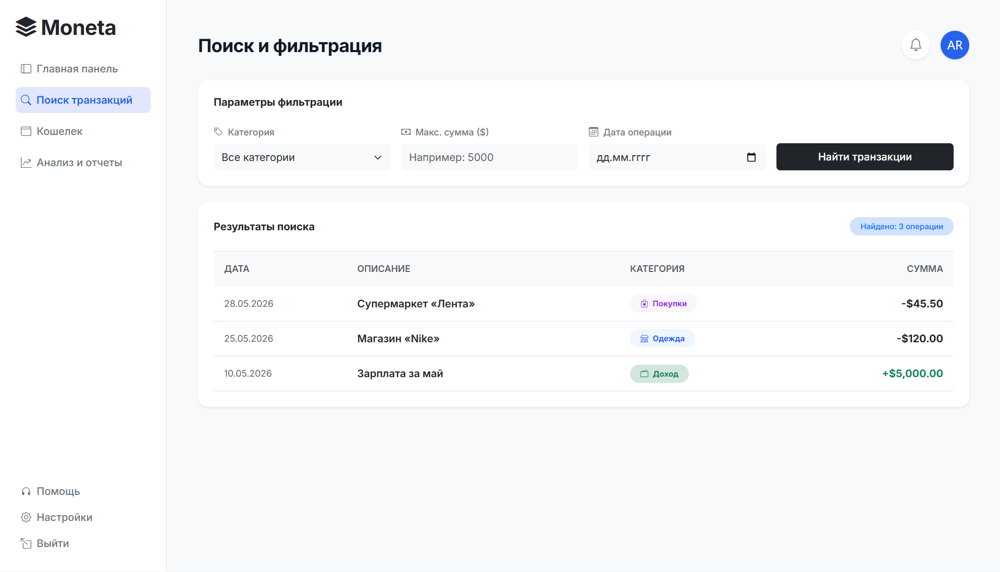 Moneta
Главная панель
Поиск транзакций
Кошелек
Анализ и отчеты
Помощь
Настройки
Выйти
Поиск и фильтрация
AR
Параметры фильтрации
Категория
Макс. сумма ($)
Дата операции
Все категории
Например: 5000
дд.мм.гггг
Найти транзакции
Результаты поиска
Найдено: 3 операции
ДАТА ОПИСАНИЕ КАТЕГОРИЯ СУММА
28.05.2026 Супермаркет «Лента» Покупки -$45.50
25.05.2026 Магазин «Nike» Одежда -$120.00
10.05.2026 Зарплата за май Доход +$5,000.00